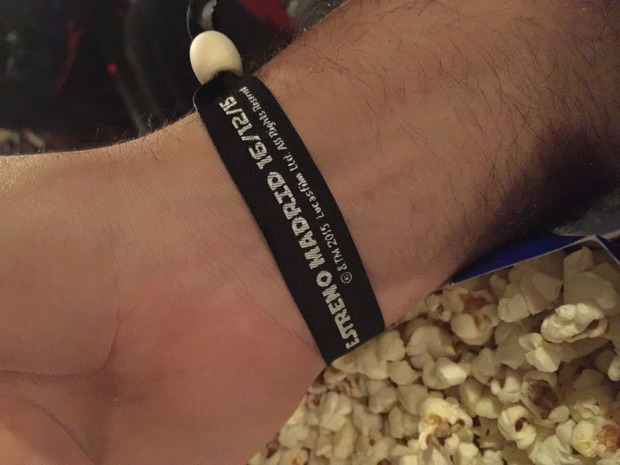 ESTRENO MADRID 16/12/15
© & TM 2015 Lucasfilm Ltd. All Rights Reserved